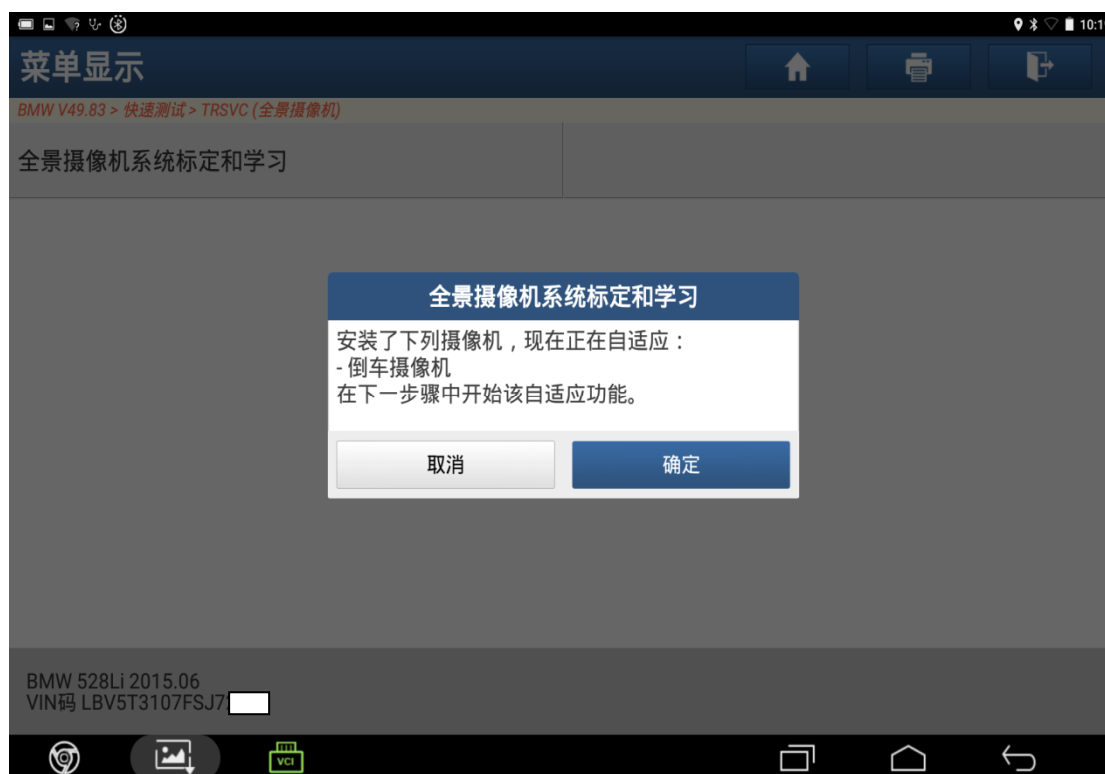 10:1
菜单显示
BMW V49.83 > 快速测试 > TRSVC (全景摄像机)
全景摄像机系统标定和学习
全景摄像机系统标定和学习
安装了下列摄像机，现在正在自适应：
- 倒车摄像机
在下一步骤中开始该自适应功能。
取消
确定
BMW 528Li 2015.06
VIN码 LBV5T3107FSJ7
VCI